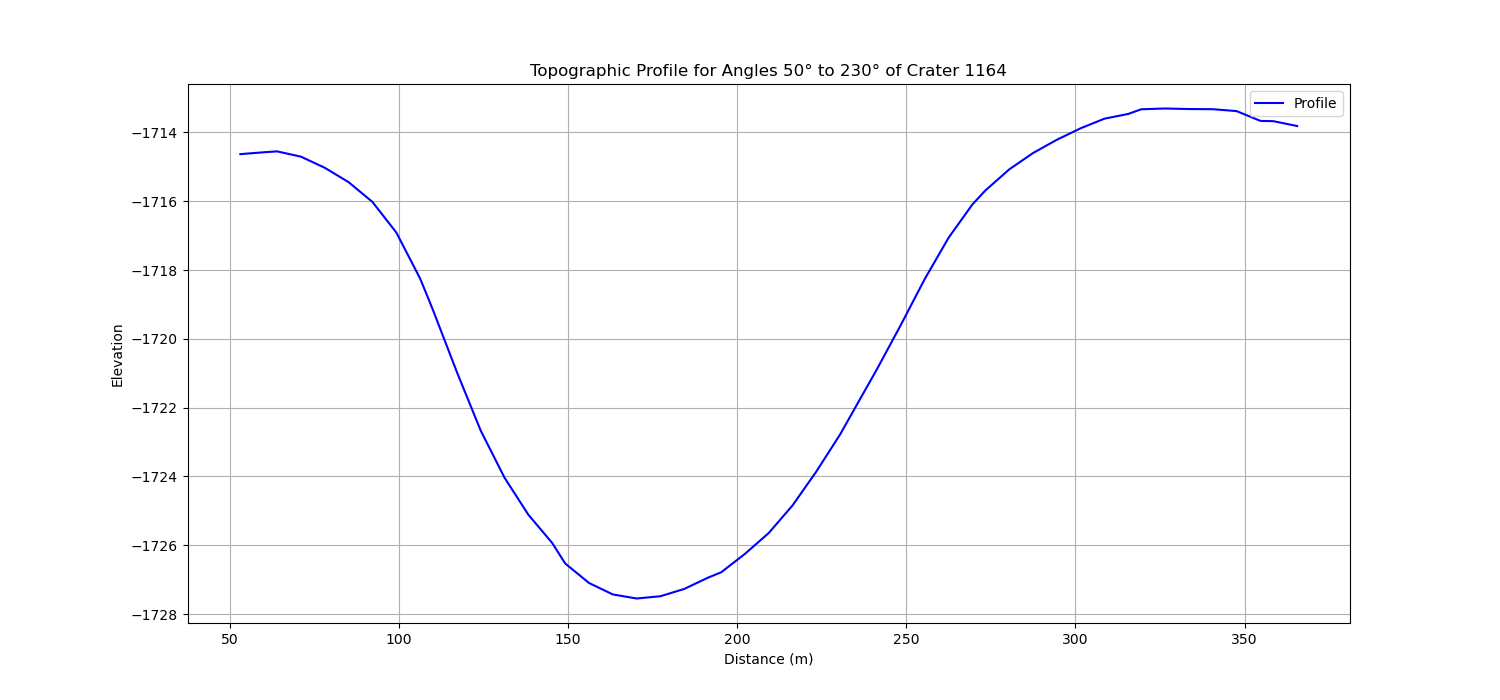 Topographic Profile for Angles 50° to 230° of Crater 1164
Profile
−1714
−1716
−1718
−1720
−1722
−1724
−1726
−1728
Elevation
50 100 150 200 250 300 350
Distance (m)